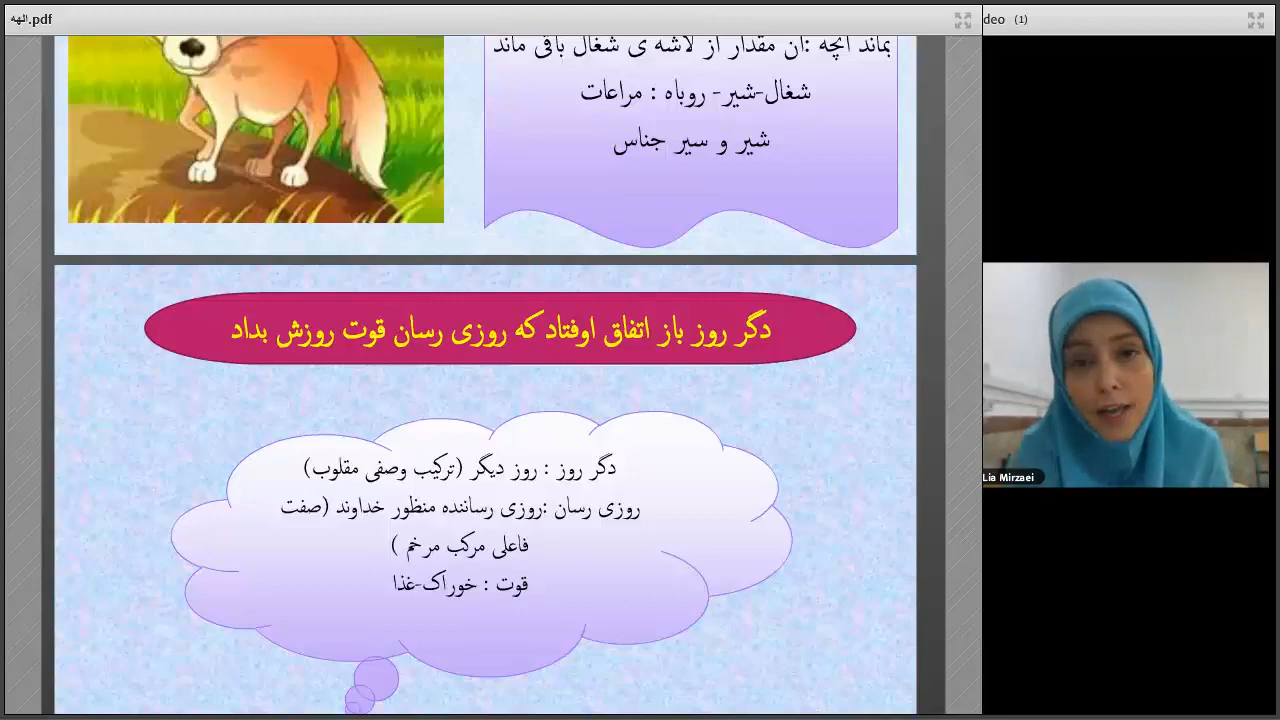 الهه.pdf
deo (1)
بماند آنچه :آن مقدار از لاشه ی شغال باقی ماند
شغال-شیر- روباه : مراعات
شیر و سیر جناس
دگر روز باز اتفاق اوفتاد که روزی رسان قوت روزش بداد
دگر روز : روز دیگر (ترکیب وصفی مقلوب)
روزی رسان :روزی رساننده منظور خداوند (صفت
فاعلی مرکب مرخم )
قوت : خوراک-غذا
Lia Mirzaei